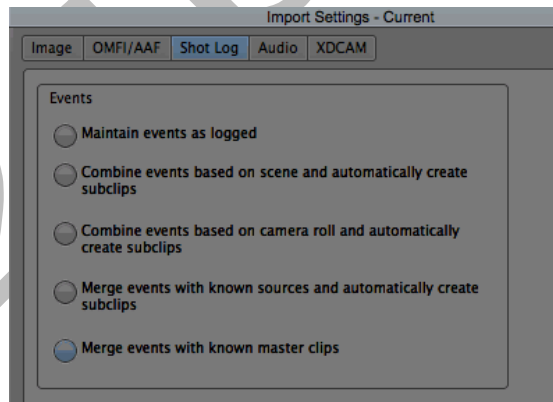 Import Settings - Current
Image OMFI/AAF Shot Log Audio XDCAM
Events
Maintain events as logged
Combine events based on scene and automatically create
subclips
Combine events based on camera roll and automatically
create subclips
Merge events with known sources and automatically create
subclips
Merge events with known master clips